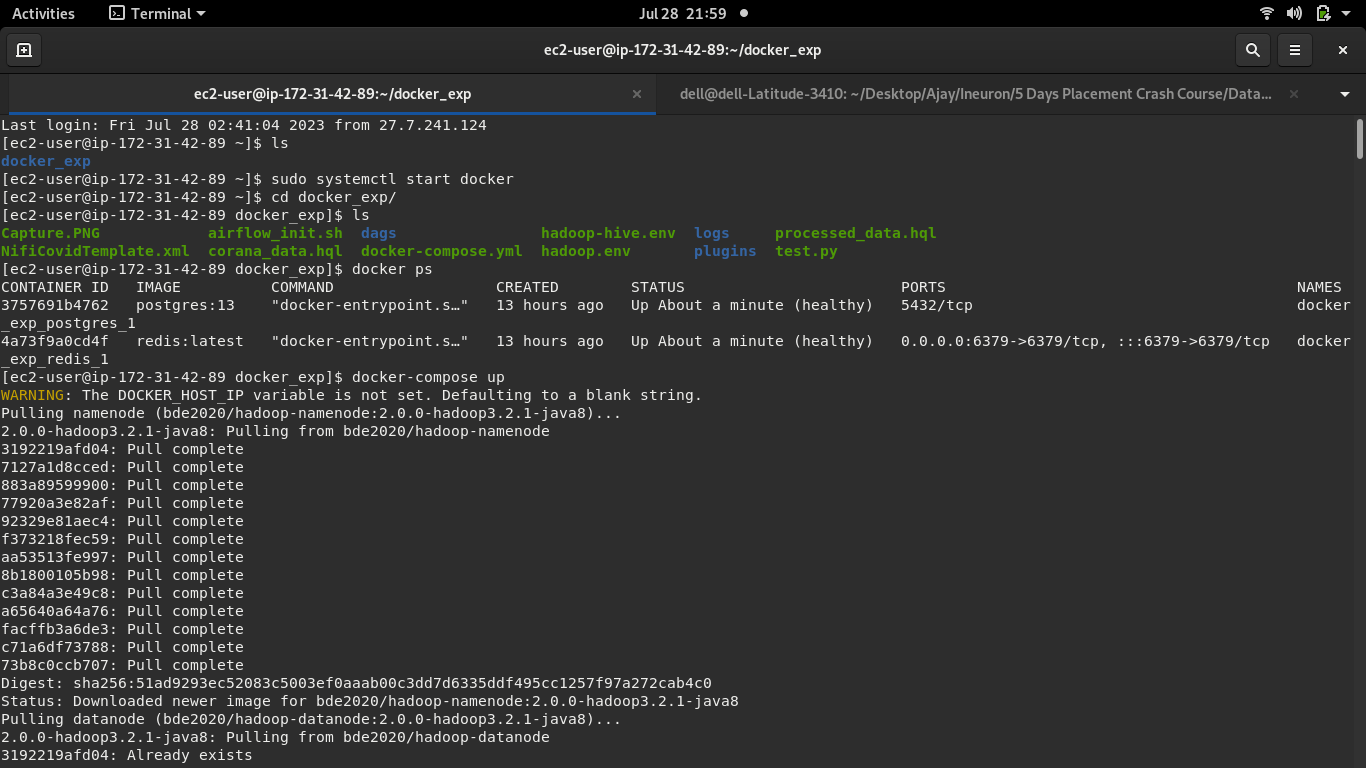 Activities Terminal Jul 28 21:59
ec2-user@ip-172-31-42-89:~/docker_exp
ec2-user@ip-172-31-42-89:~/docker_exp dell@dell-Latitude-3410: ~/Desktop/Ajay/Ineuron/5 Days Placement Crash Course/Data...
Last login: Fri Jul 28 02:41:04 2023 from 27.7.241.124
[ec2-user@ip-172-31-42-89 ~]$ ls
docker_exp
[ec2-user@ip-172-31-42-89 ~]$ sudo systemctl start docker
[ec2-user@ip-172-31-42-89 ~]$ cd docker_exp/
[ec2-user@ip-172-31-42-89 docker_exp]$ ls
Capture.PNG            airflow_init.sh  dags                hadoop-hive.env  logs     processed_data.hql
NifiCovidTemplate.xml  corana_data.hql  docker-compose.yml  hadoop.env       plugins  test.py
[ec2-user@ip-172-31-42-89 docker_exp]$ docker ps
CONTAINER ID   IMAGE          COMMAND                  CREATED        STATUS                        PORTS                                       NAMES
3757691b4762   postgres:13    "docker-entrypoint.s…"   13 hours ago   Up About a minute (healthy)   5432/tcp                                    docker
_exp_postgres_1
4a73f9a0cd4f   redis:latest   "docker-entrypoint.s…"   13 hours ago   Up About a minute (healthy)   0.0.0.0:6379->6379/tcp, :::6379->6379/tcp   docker
_exp_redis_1
[ec2-user@ip-172-31-42-89 docker_exp]$ docker-compose up
WARNING: The DOCKER_HOST_IP variable is not set. Defaulting to a blank string.
Pulling namenode (bde2020/hadoop-namenode:2.0.0-hadoop3.2.1-java8)...
2.0.0-hadoop3.2.1-java8: Pulling from bde2020/hadoop-namenode
3192219afd04: Pull complete
7127a1d8cced: Pull complete
883a89599900: Pull complete
77920a3e82af: Pull complete
92329e81aec4: Pull complete
f373218fec59: Pull complete
aa53513fe997: Pull complete
8b1800105b98: Pull complete
c3a84a3e49c8: Pull complete
a65640a64a76: Pull complete
facffb3a6de3: Pull complete
c71a6df73788: Pull complete
73b8c0ccb707: Pull complete
Digest: sha256:51ad9293ec52083c5003ef0aaab00c3dd7d6335ddf495cc1257f97a272cab4c0
Status: Downloaded newer image for bde2020/hadoop-namenode:2.0.0-hadoop3.2.1-java8
Pulling datanode (bde2020/hadoop-datanode:2.0.0-hadoop3.2.1-java8)...
2.0.0-hadoop3.2.1-java8: Pulling from bde2020/hadoop-datanode
3192219afd04: Already exists